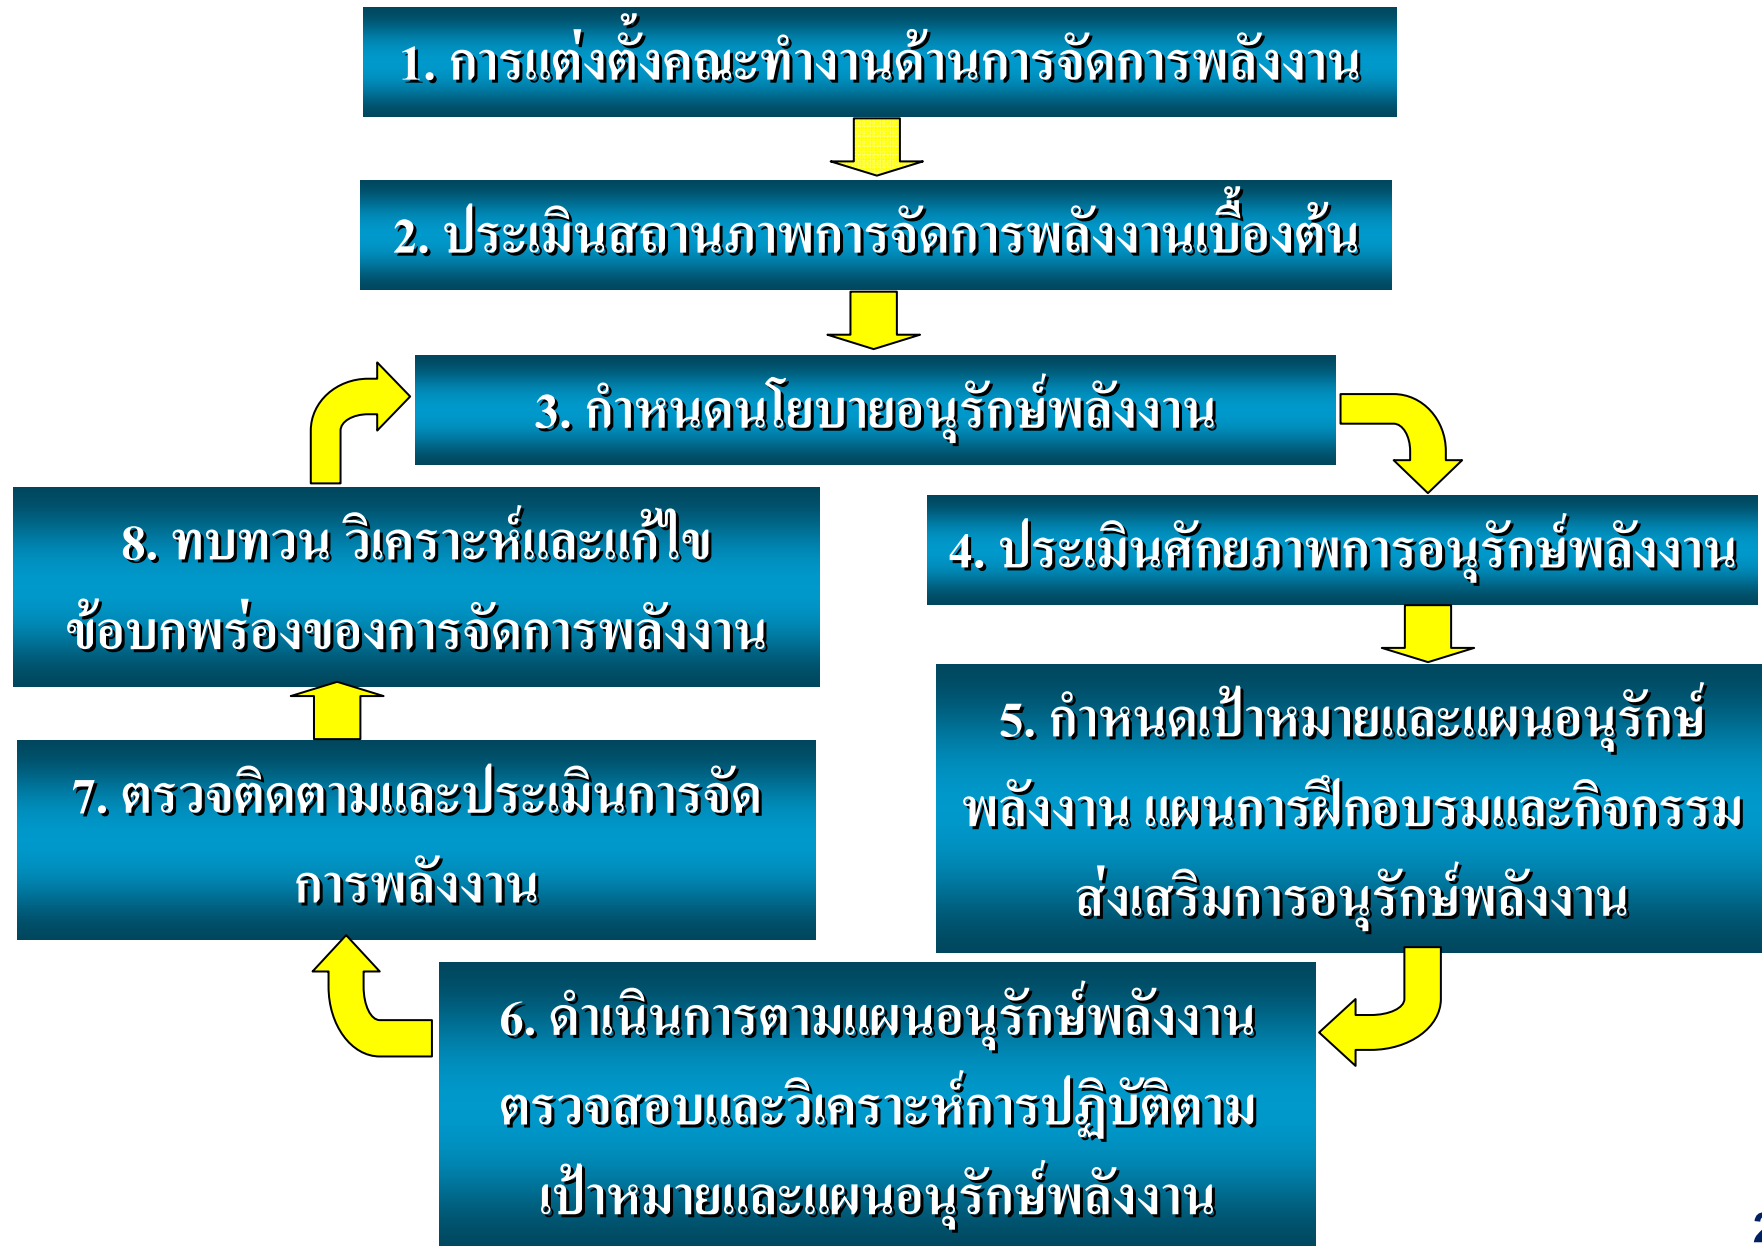 1. การแต่งตั้งคณะทำงานด้านการจัดการพลังงาน
2. ประเมินสถานภาพการจัดการพลังงานเบื้องต้น
3. กำหนดนโยบายอนุรักษ์พลังงาน
4. ประเมินศักยภาพการอนุรักษ์พลังงาน
5. กำหนดเป้าหมายและแผนอนุรักษ์
พลังงาน แผนการฝึกอบรมและกิจกรรม
ส่งเสริมการอนุรักษ์พลังงาน
6. ดำเนินการตามแผนอนุรักษ์พลังงาน
ตรวจสอบและวิเคราะห์การปฏิบัติตาม
เป้าหมายและแผนอนุรักษ์พลังงาน
7. ตรวจติดตามและประเมินการจัด
การพลังงาน
8. ทบทวน วิเคราะห์และแก้ไข
ข้อบกพร่องของการจัดการพลังงาน